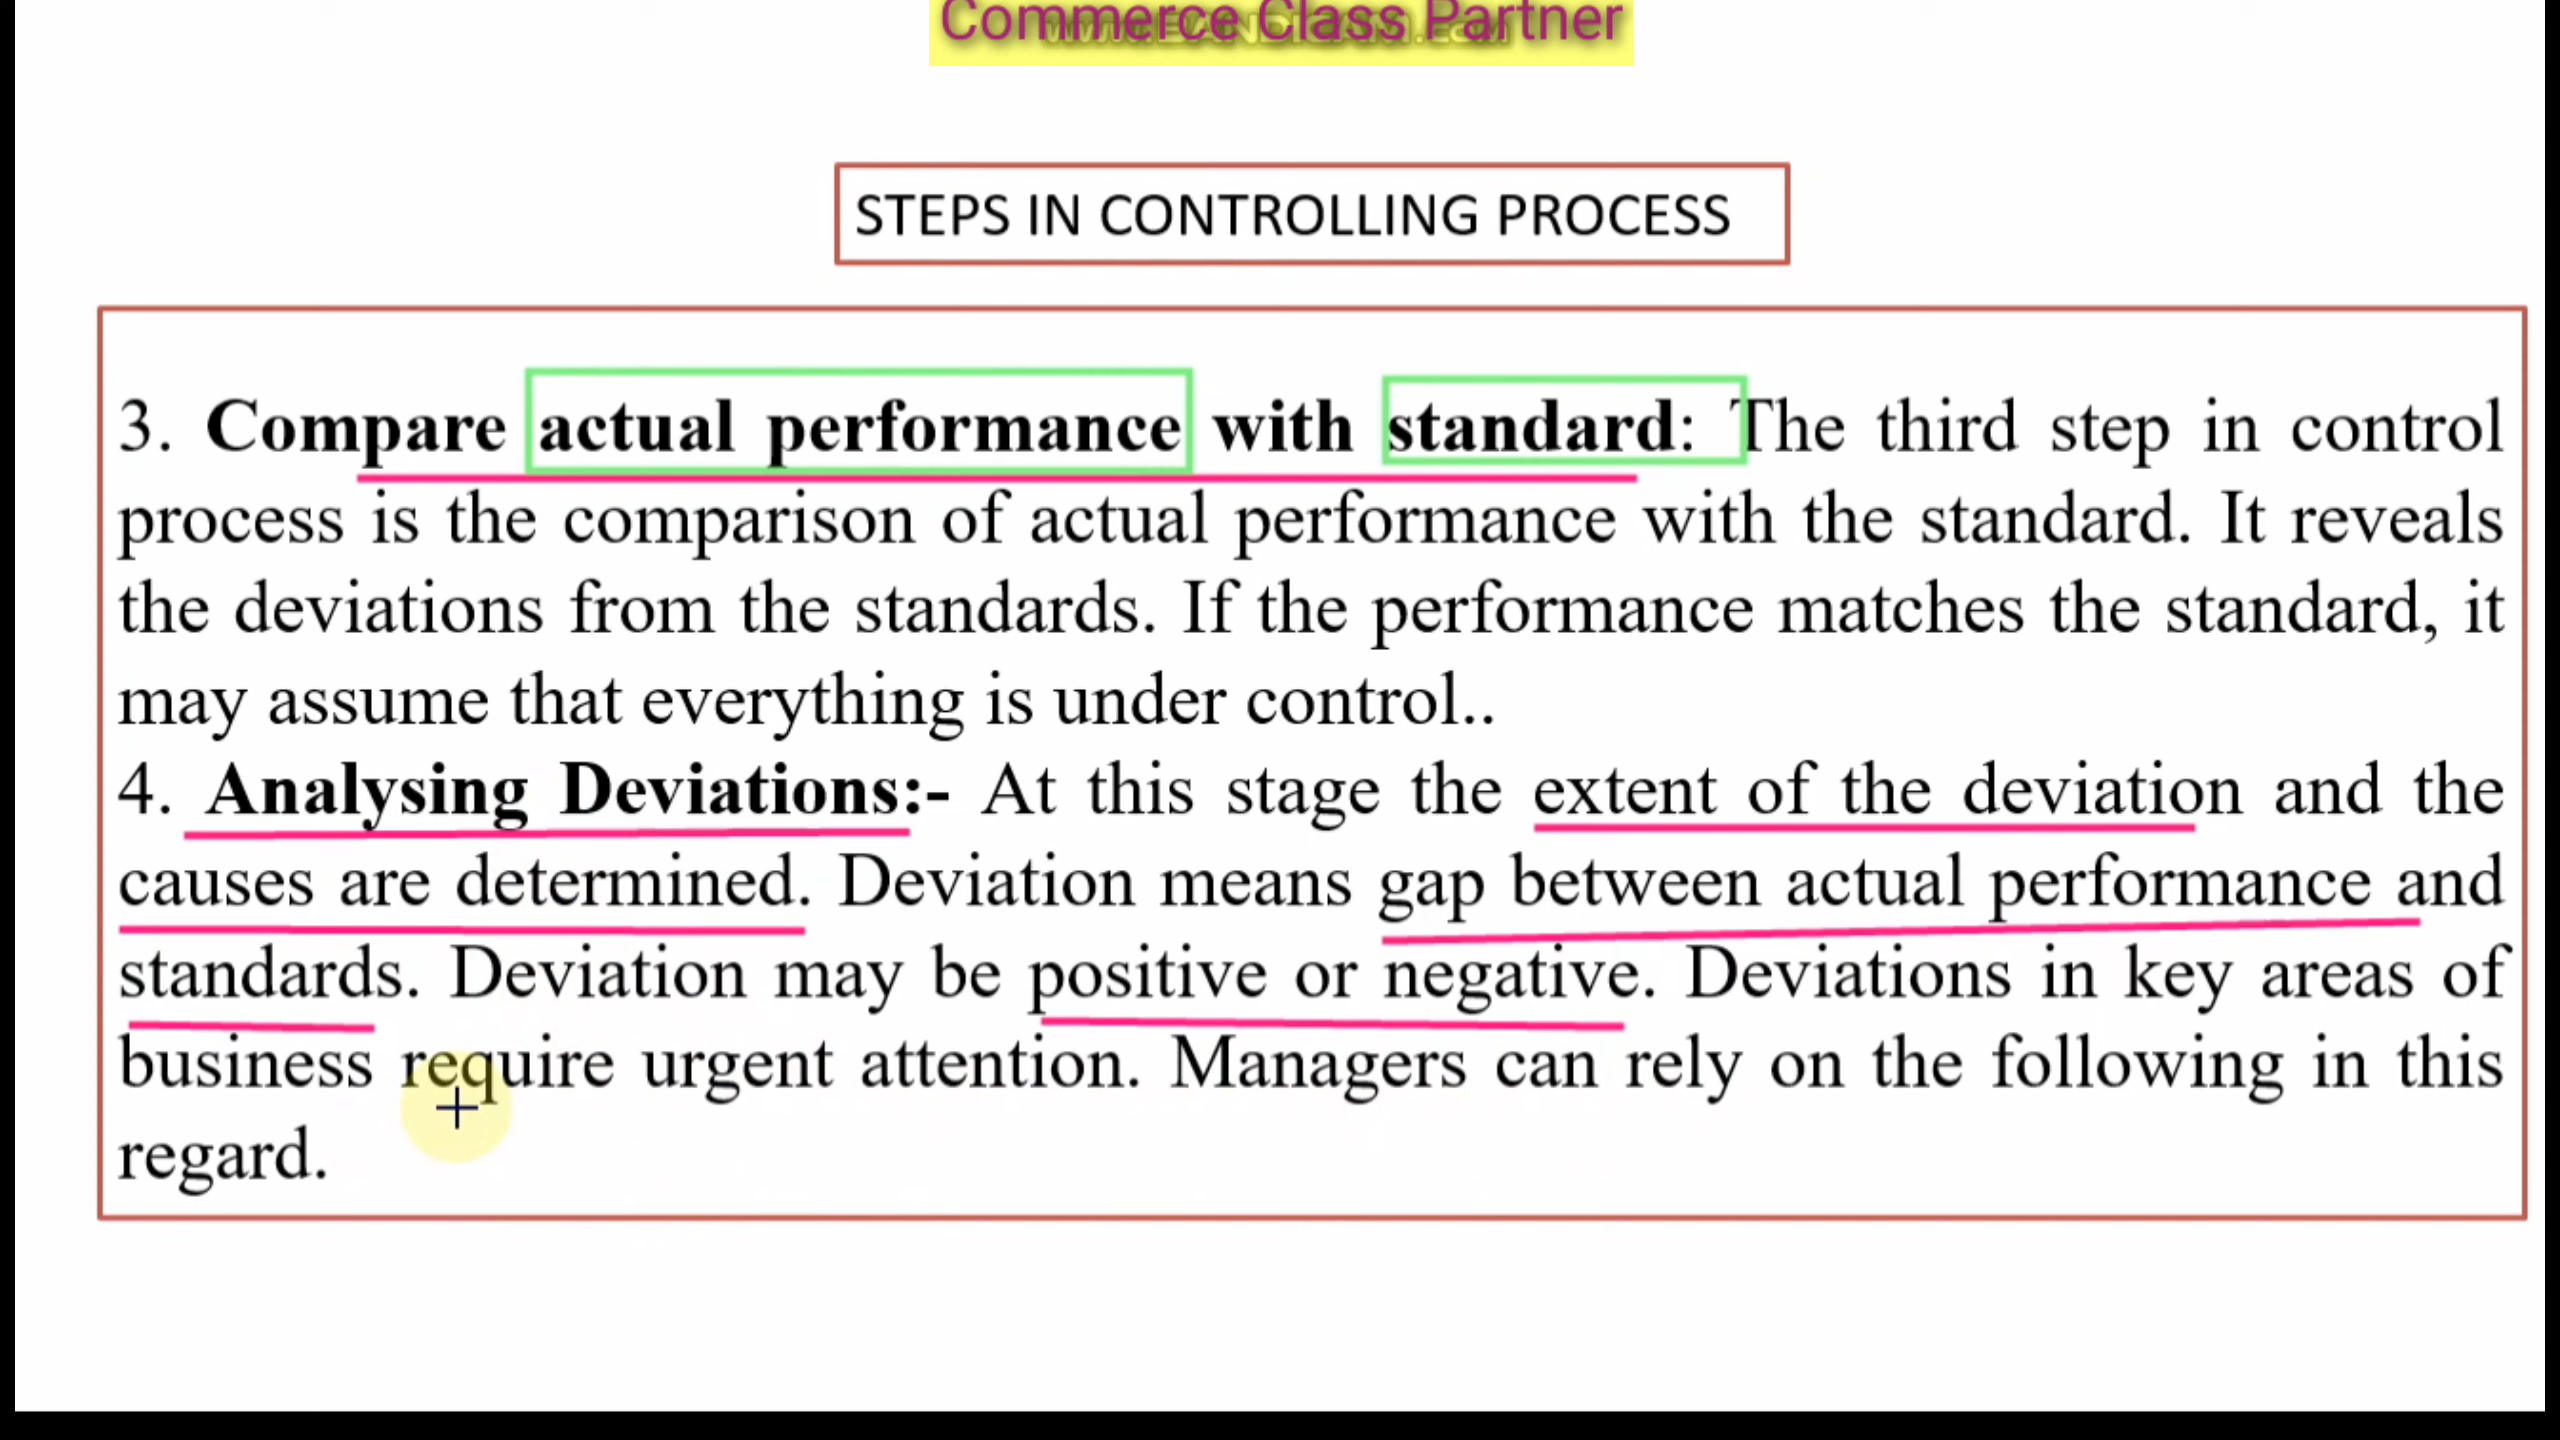 Commerce Class Partner
www.BANDICAM.com
STEPS IN CONTROLLING PROCESS
3. Compare actual performance with standard: The third step in control
process is the comparison of actual performance with the standard. It reveals
the deviations from the standards. If the performance matches the standard, it
may assume that everything is under control..
4. Analysing Deviations:- At this stage the extent of the deviation and the
causes are determined. Deviation means gap between actual performance and
standards. Deviation may be positive or negative. Deviations in key areas of
business require urgent attention. Managers can rely on the following in this
regard.